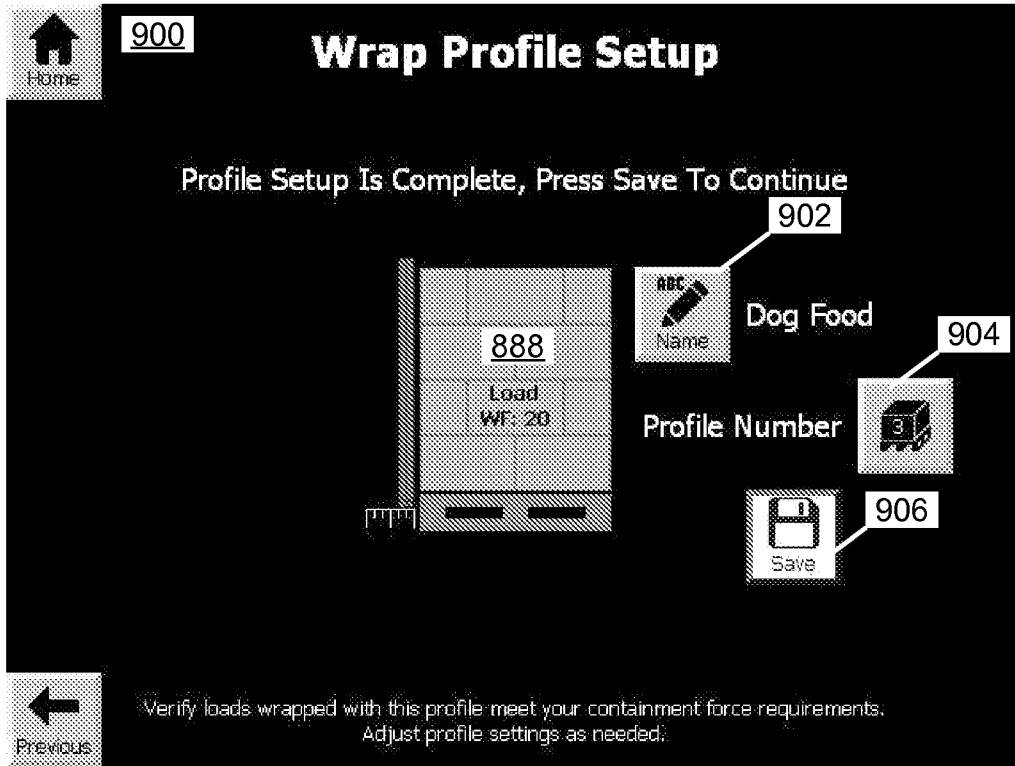 900
Wrap Profile Setup
Home
Profile Setup Is Complete, Press Save To Continue
902
ABC
Name
Dog Food
888
Load
WF: 20
904
Profile Number
3
906
Save
Previous
Verify loads wrapped with this profile meet your containment force requirements.
Adjust profile settings as needed.